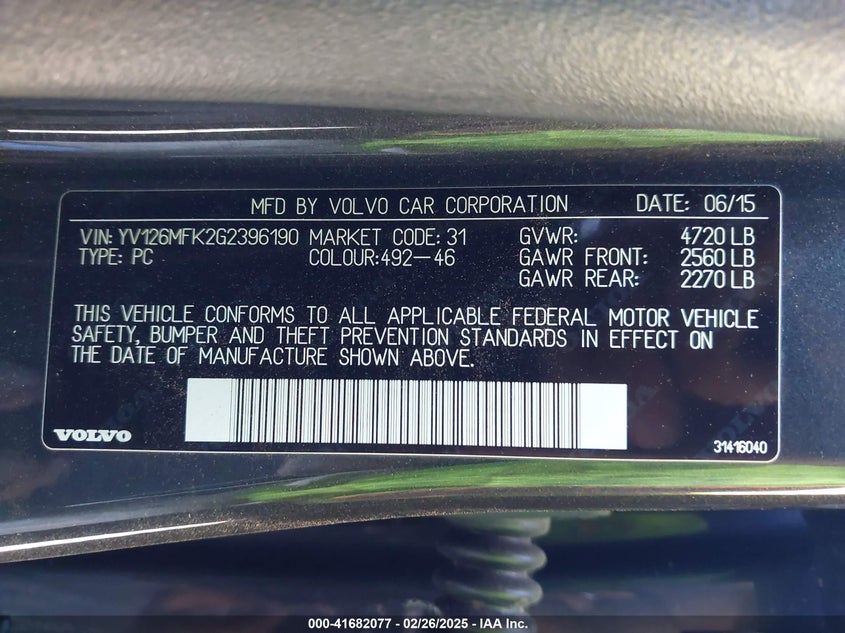 MFD BY VOLVO CAR CORPORATION DATE: 06/15
VIN: YV126MFK2G2396190 MARKET CODE: 31 GVWR: 4720 LB
TYPE: PC COLOUR:492-46 GAWR FRONT: 2560 LB
GAWR REAR: 2270 LB
THIS VEHICLE CONFORMS TO ALL APPLICABLE FEDERAL MOTOR VEHICLE
SAFETY, BUMPER AND THEFT PREVENTION STANDARDS IN EFFECT ON
THE DATE OF MANUFACTURE SHOWN ABOVE.
VOLVO
31416040
000-41682077 - 02/26/2025 - IAA Inc.